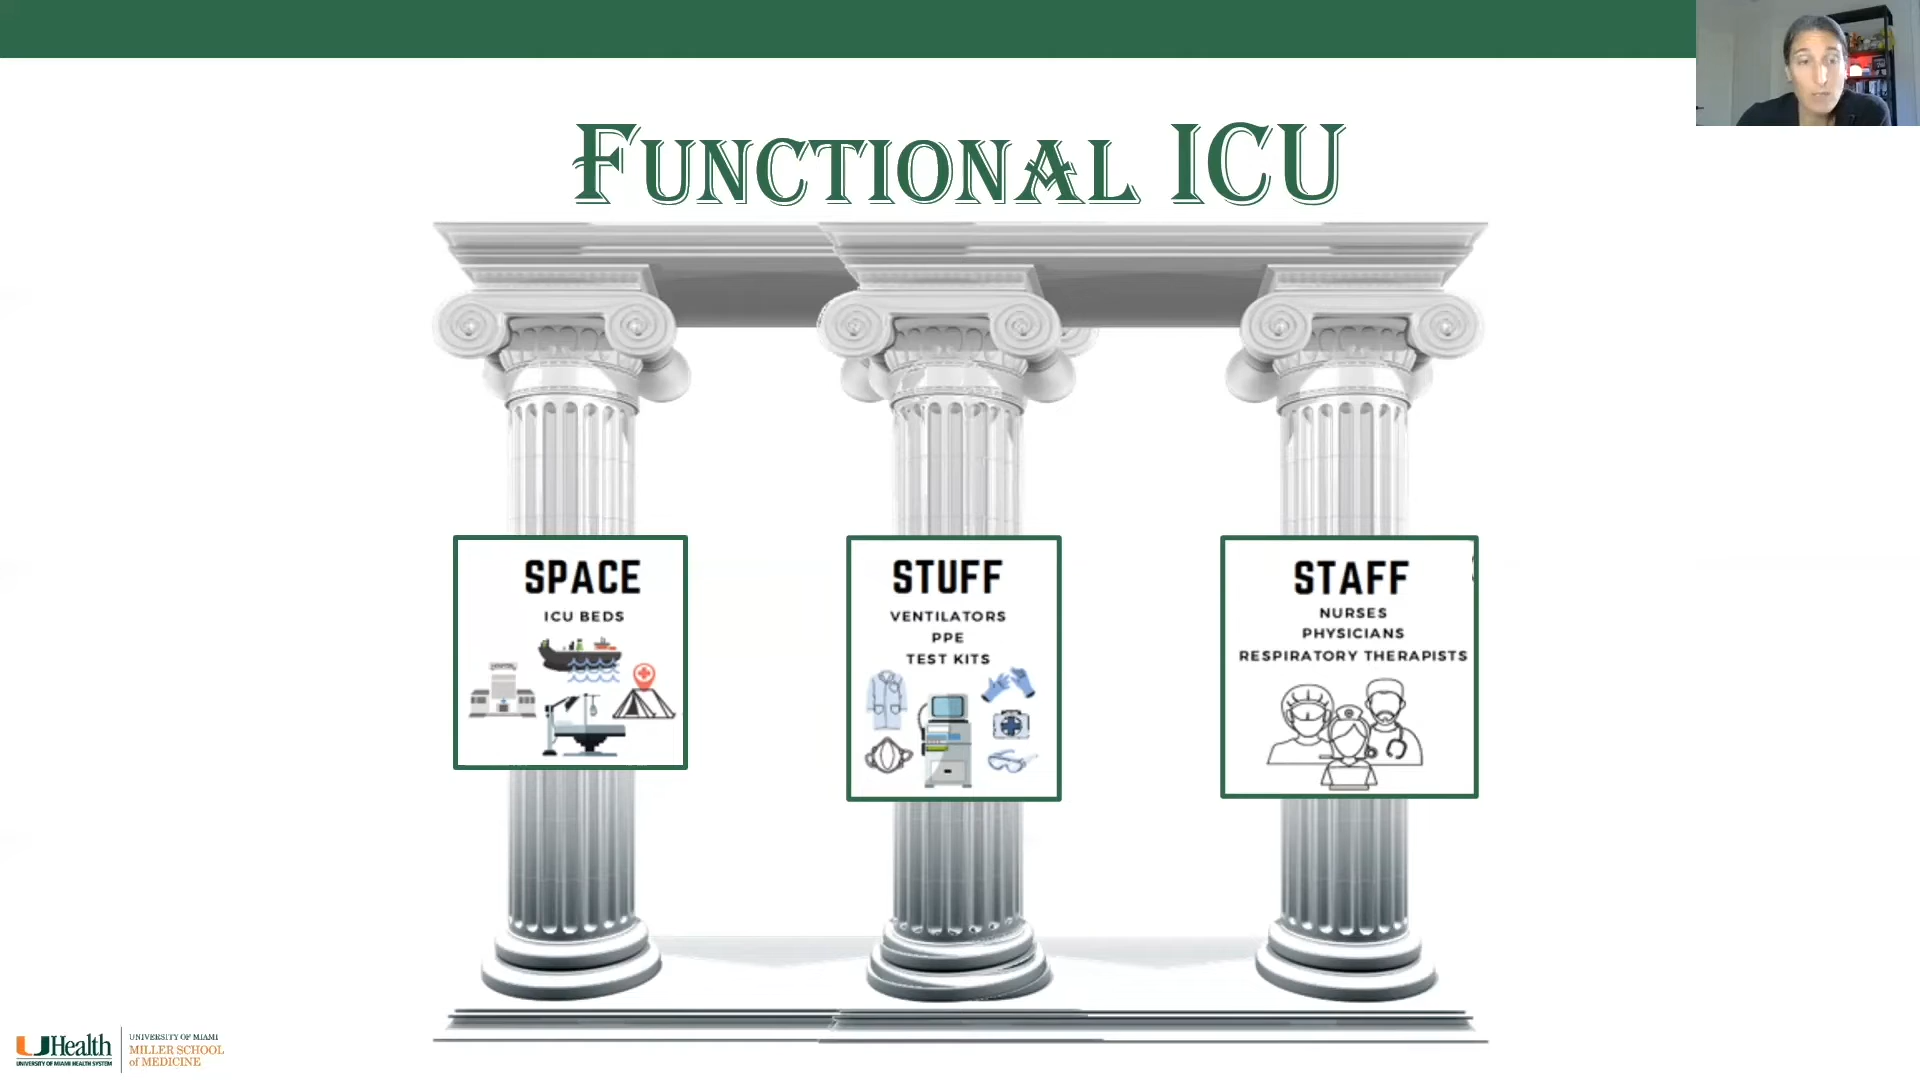 FUNCTIONAL ICU
SPACE
ICU BEDS
HOSPITAL
STUFF
VENTILATORS
PPE
TEST KITS
STAFF
NURSES
PHYSICIANS
RESPIRATORY THERAPISTS
UHealth
UNIVERSITY OF MIAMI HEALTH SYSTEM
UNIVERSITY OF MIAMI
MILLER SCHOOL
of MEDICINE